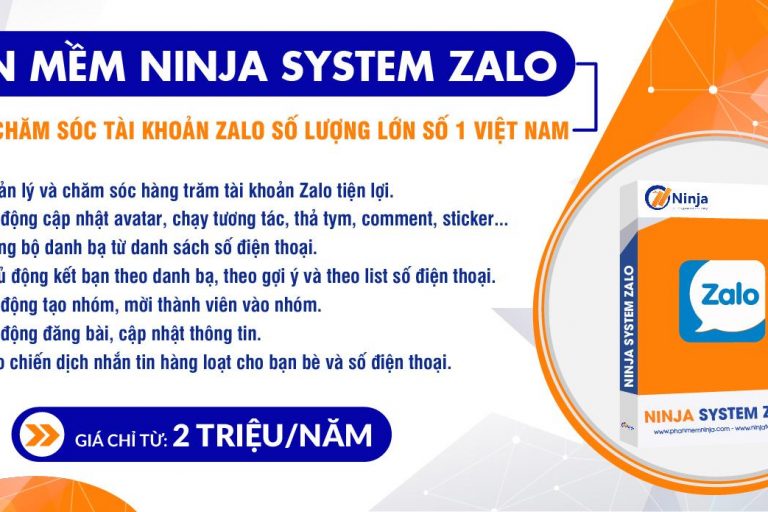 N MỀM NINJA SYSTEM ZALO
CHĂM SÓC TÀI KHOẢN ZALO SỐ LƯỢNG LỚN SỐ 1 VIỆT NAM
ản lý và chăm sóc hàng trăm tài khoản Zalo tiện lợi.
động cập nhật avatar, chạy tương tác, thả tym, comment, sticker...
ng bộ danh bạ từ danh sách số điện thoại.
ủ động kết bạn theo danh bạ, theo gợi ý và theo list số điện thoại.
động tạo nhóm, mời thành viên vào nhóm.
động đăng bài, cập nhật thông tin.
o chiến dịch nhắn tin hàng loạt cho bạn bè và số điện thoại.
GIÁ CHỈ TỪ: 2 TRIỆU/NĂM
Ninja
Zalo
NINJA SYSTEM ZALO
NINJA SYSTEM Z
www.phanmemninja.com - www.ninjat